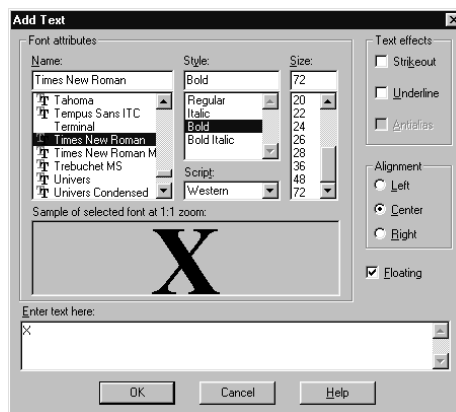 Add Text
Font attributes
Name:
Times New Roman
Tahoma
Tempus Sans ITC
Terminal
Times New Roman
Times New Roman M
Trebuchet MS
Univers
Univers Condensed
Style:
Bold
Regular
Italic
Bold
Bold Italic
Script:
Western
Size:
72
20
22
24
26
28
36
48
72
Sample of selected font at 1:1 zoom:
X
Text effects
Strikeout
Underline
Antialias
Alignment
Left
Center
Right
Floating
Enter text here:
X
OK
Cancel
Help